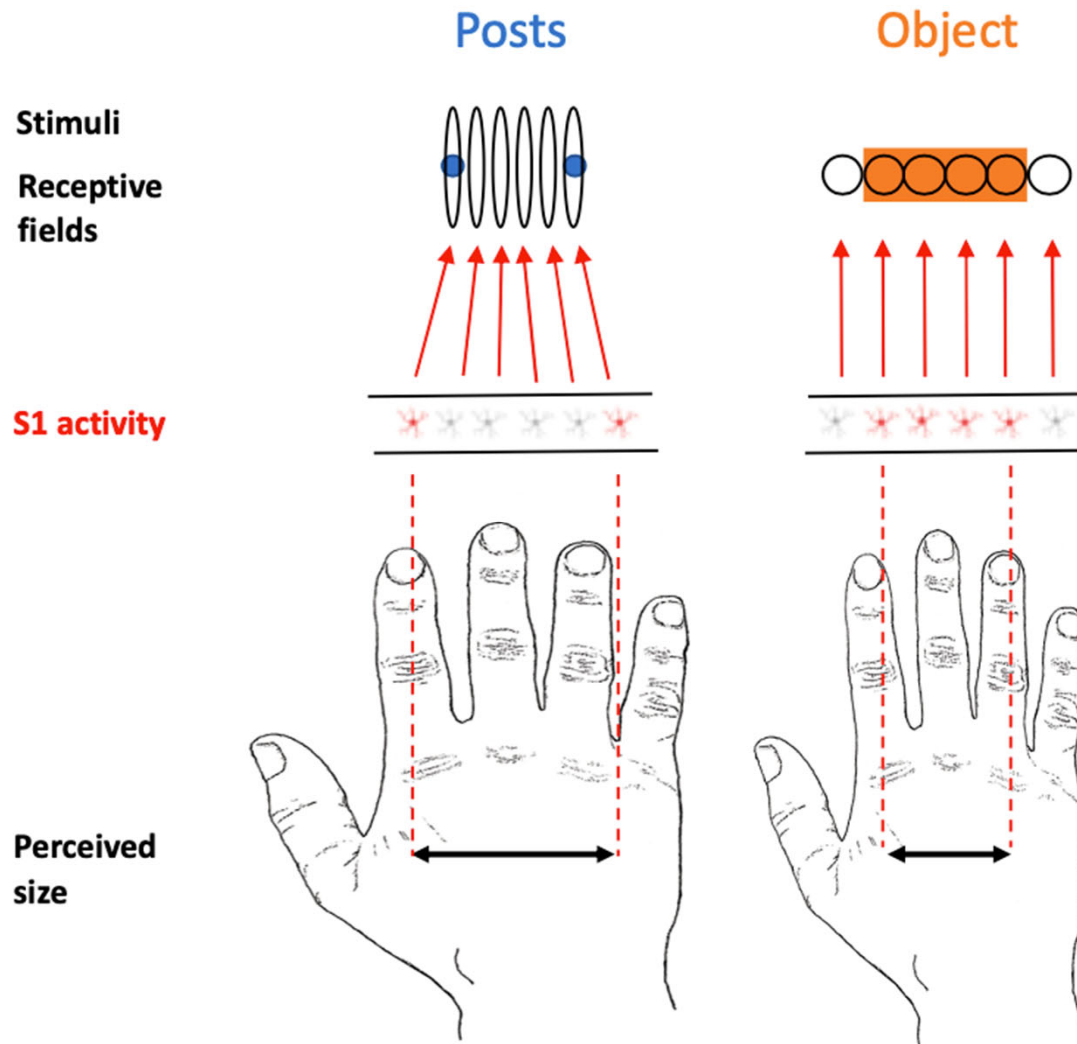 Posts
Object
Stimuli
Receptive
fields
S1 activity
Perceived
size